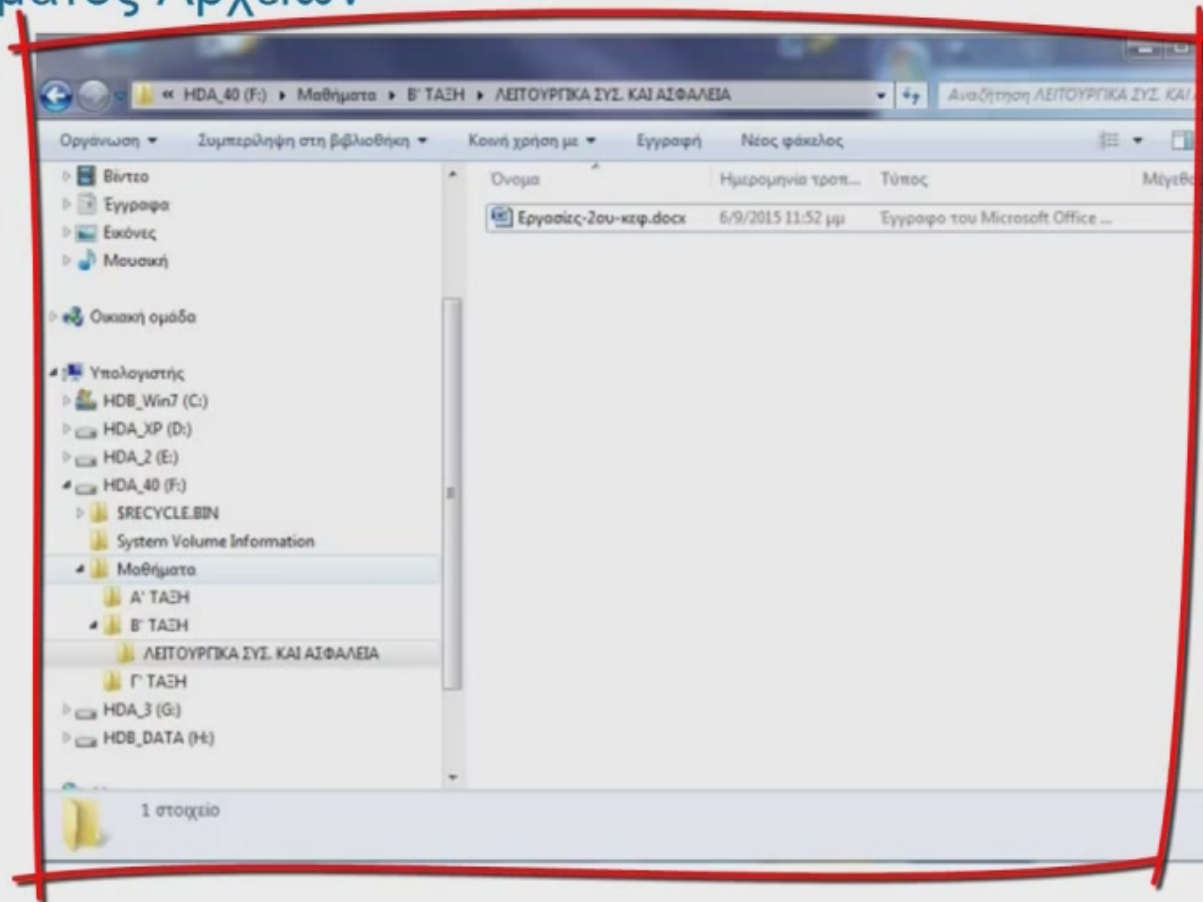 Αρχείων
« HDA_40 (F:) ▸ Μαθήματα ▸ Β' ΤΑΞΗ ▸ ΛΕΙΤΟΥΡΓΙΚΑ ΣΥΣ. ΚΑΙ ΑΣΦΑΛΕΙΑ
Αναζήτηση ΛΕΙΤΟΥΡΓΙΚΑ ΣΥΣ. ΚΑΙ
Οργάνωση Συμπερίληψη στη βιβλιοθήκη Κοινή χρήση με Εγγραφή Νέος φάκελος
Όνομα Ημερομηνία τροπ... Τύπος Μέγεθο
Εργασίες-2ου-κεφ.docx 6/9/2015 11:52 μμ Έγγραφο του Microsoft Office ...
Βίντεο
Έγγραφα
Εικόνες
Μουσική
Οικιακή ομάδα
Υπολογιστής
HDB_Win7 (C:)
HDA_XP (D:)
HDA_2 (E:)
HDA_40 (F:)
$RECYCLE.BIN
System Volume Information
Μαθήματα
Α' ΤΑΞΗ
Β' ΤΑΞΗ
ΛΕΙΤΟΥΡΓΙΚΑ ΣΥΣ. ΚΑΙ ΑΣΦΑΛΕΙΑ
Γ' ΤΑΞΗ
HDA_3 (G:)
HDB_DATA (H:)
1 στοιχείο